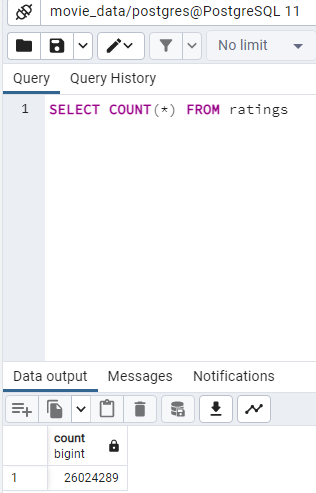 movie_data/postgres@PostgreSQL 11
No limit
Query Query History
1 SELECT COUNT(*) FROM ratings
Data output Messages Notifications
count
bigint
1 26024289